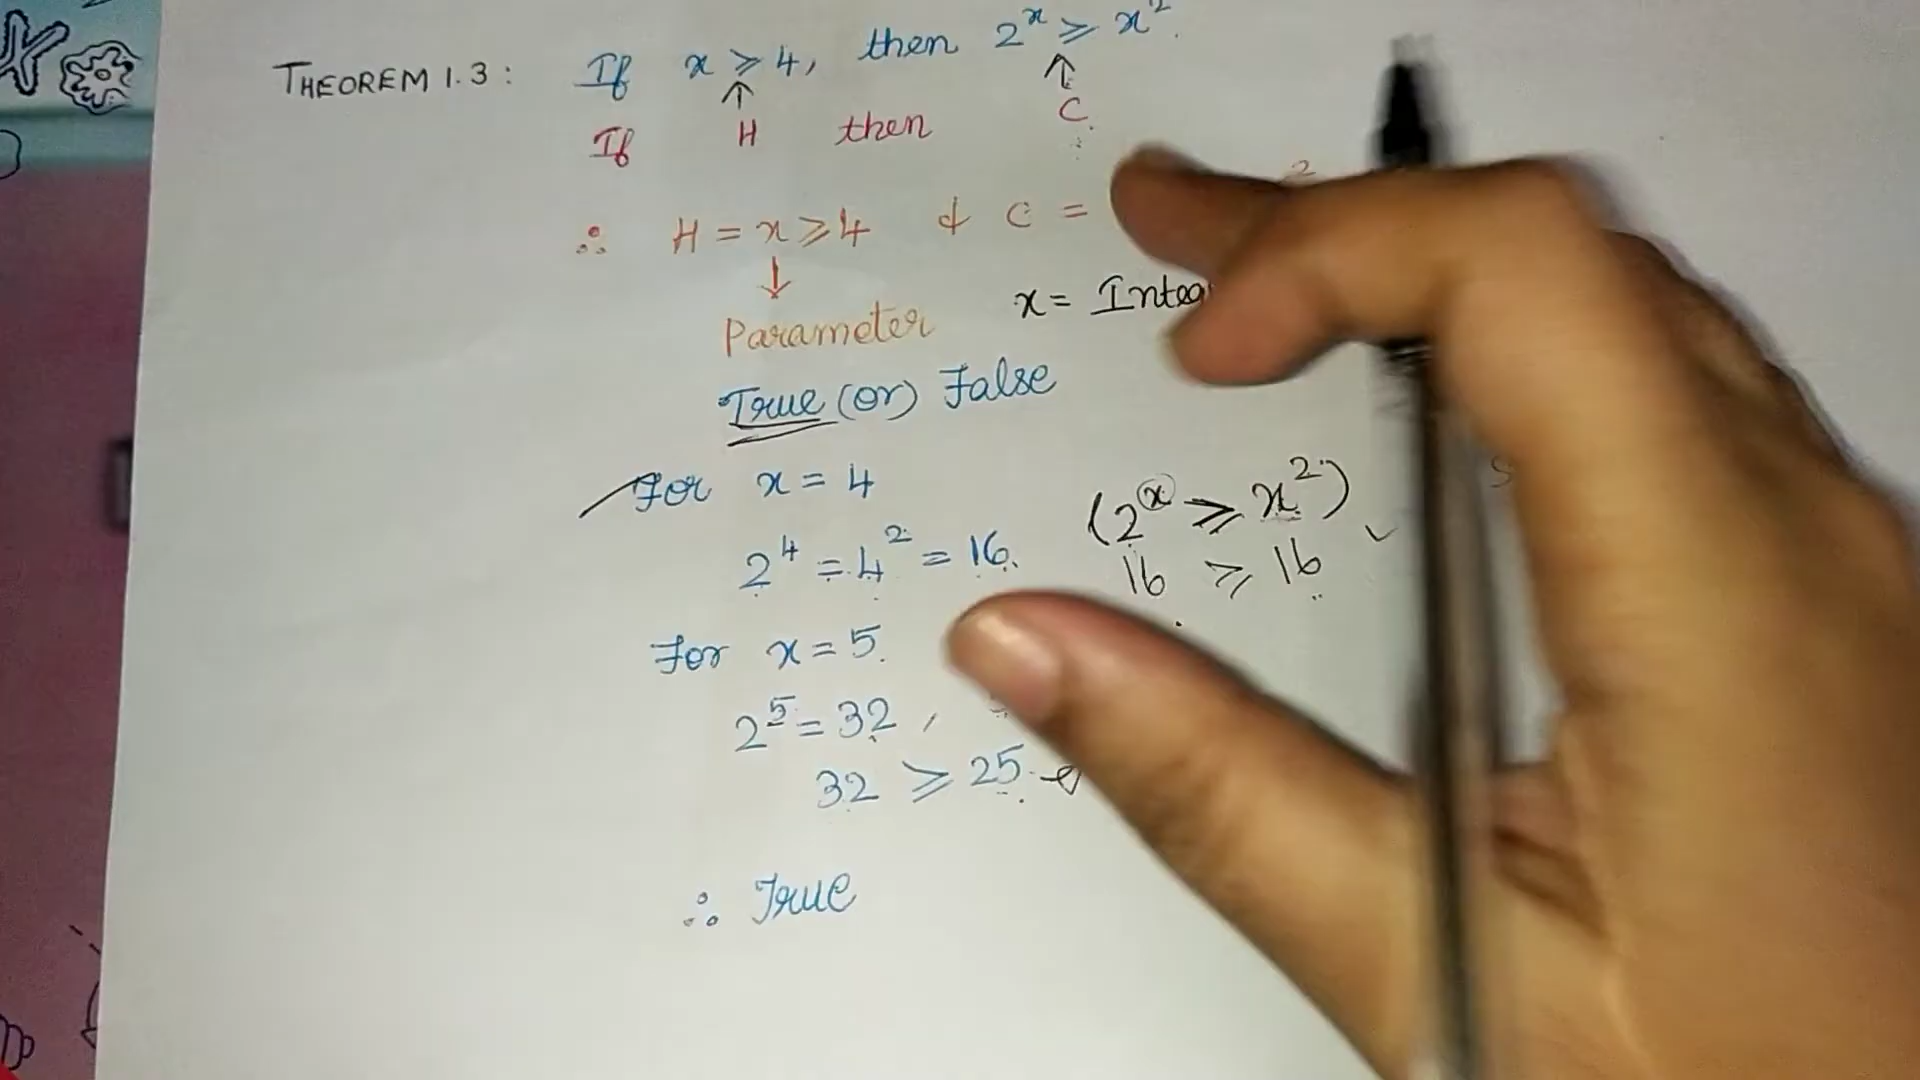 THEOREM 1.3 : If x ≥ 4, then 2^x ≥ x^2.
↑ ↑
If H then C.
∴ H = x ≥ 4 & C = 2
↓
Parameter x =
True (or) False
For x = 4 (2^x ≥ x^2)
2^4 = 4^2 = 16. 16 ≥ 16
For x = 5.
2^5 = 32 ,
32 ≥ 25.
∴ True